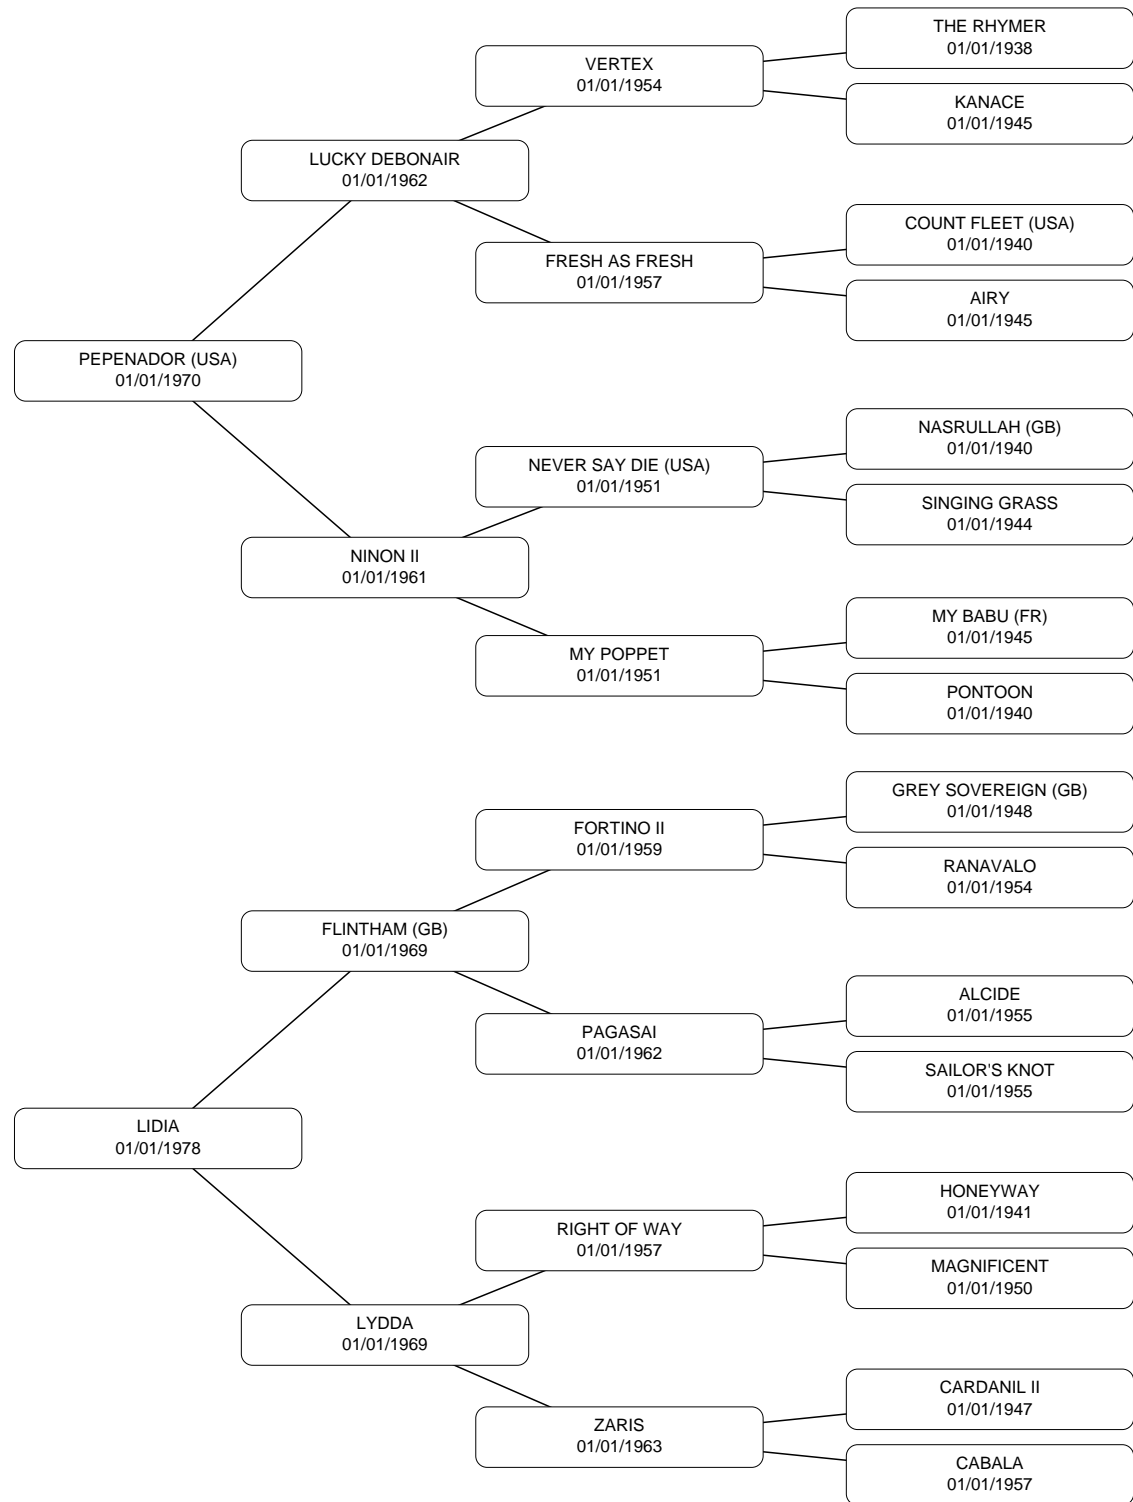 THE RHYMER
01/01/1938
VERTEX
01/01/1954
KANACE
01/01/1945
LUCKY DEBONAIR
01/01/1962
COUNT FLEET (USA)
01/01/1940
FRESH AS FRESH
01/01/1957
AIRY
01/01/1945
PEPENADOR (USA)
01/01/1970
NASRULLAH (GB)
01/01/1940
NEVER SAY DIE (USA)
01/01/1951
SINGING GRASS
01/01/1944
NINON II
01/01/1961
MY BABU (FR)
01/01/1945
MY POPPET
01/01/1951
PONTOON
01/01/1940
GREY SOVEREIGN (GB)
01/01/1948
FORTINO II
01/01/1959
RANAVALO
01/01/1954
FLINTHAM (GB)
01/01/1969
ALCIDE
01/01/1955
PAGASAI
01/01/1962
SAILOR'S KNOT
01/01/1955
LIDIA
01/01/1978
HONEYWAY
01/01/1941
RIGHT OF WAY
01/01/1957
MAGNIFICENT
01/01/1950
LYDDA
01/01/1969
CARDANIL II
01/01/1947
ZARIS
01/01/1963
CABALA
01/01/1957